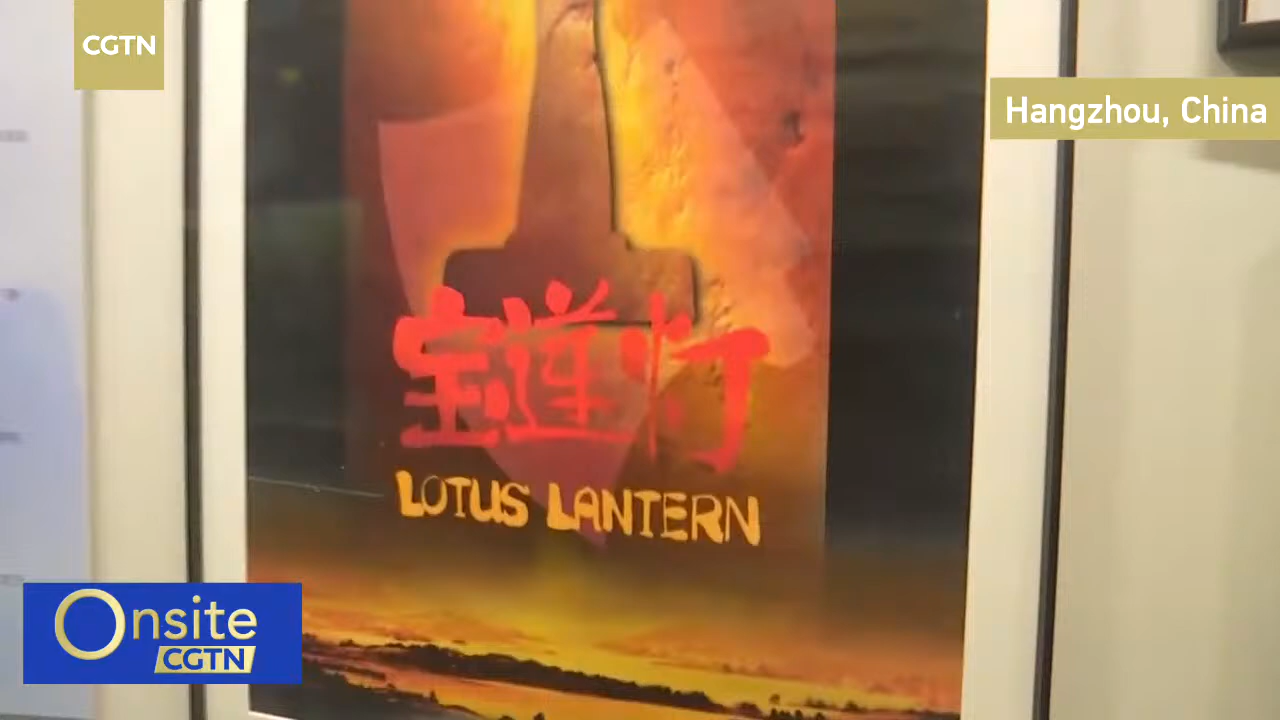 CGTN
Hangzhou, China
宝莲灯
LOTUS LANTERN
Onsite
CGTN